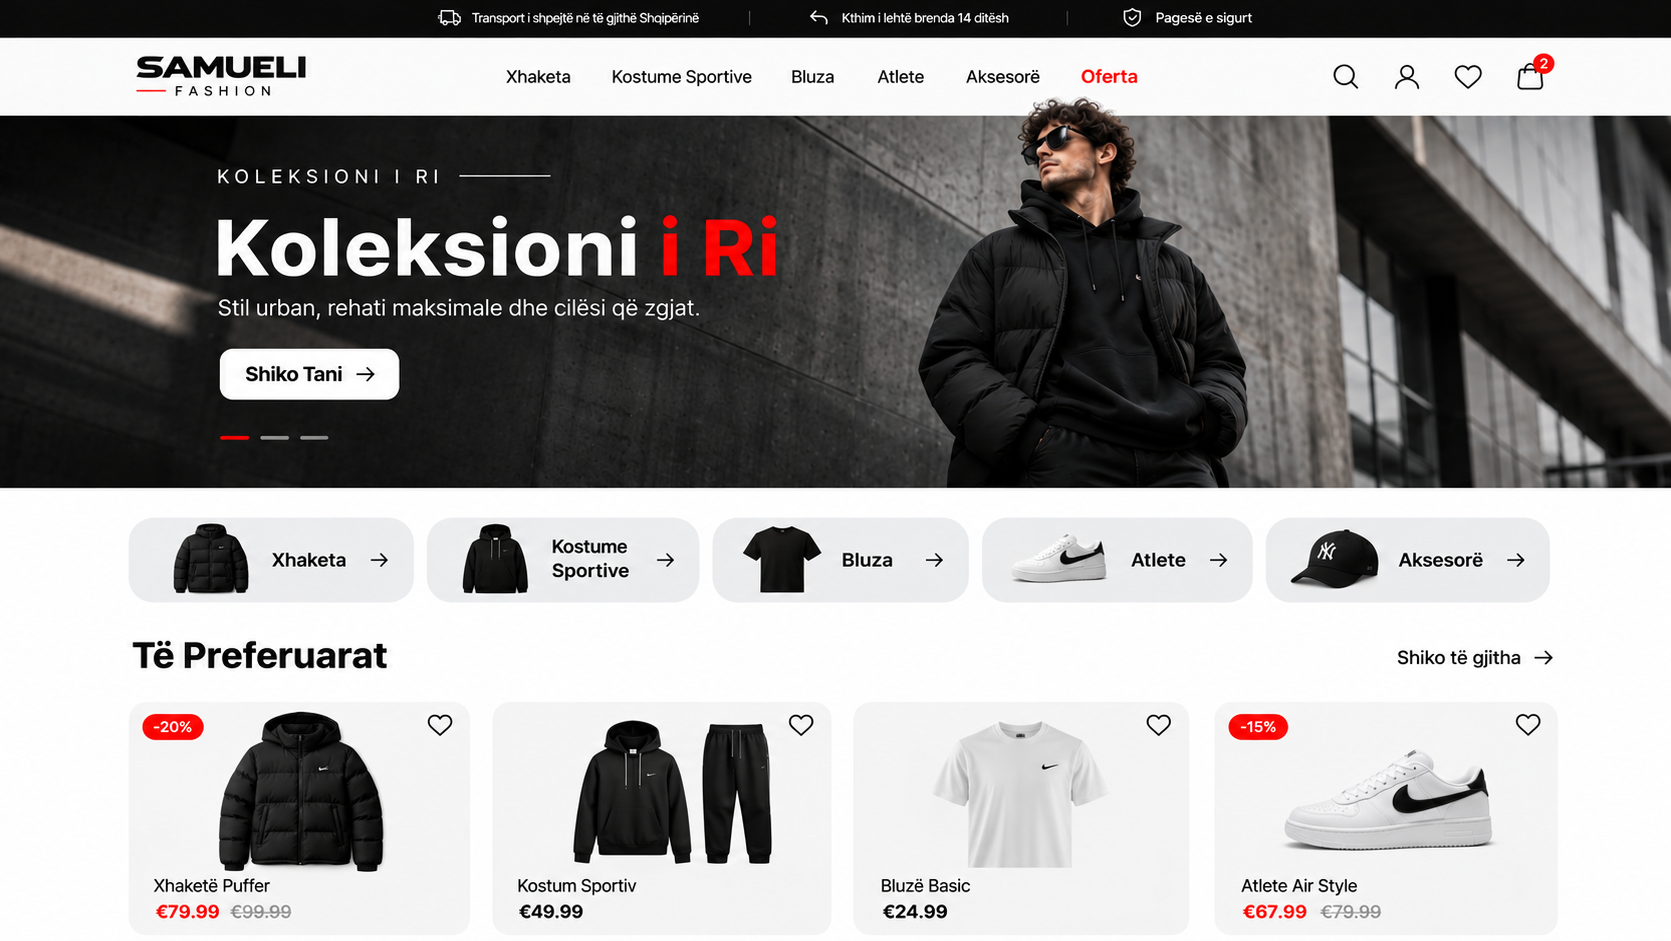 Transport i shpejtë në të gjithë Shqipërinë
Kthim i lehtë brenda 14 ditësh
Pagesë e sigurt
SAMUELI
FASHION
Xhaketa
Kostume Sportive
Bluza
Atlete
Aksesorë
Oferta
2
KOLEKSIONI I RI
Koleksioni i Ri
Stil urban, rehati maksimale dhe cilësi që zgjat.
Shiko Tani
Xhaketa
Kostume
Sportive
Bluza
Atlete
NY
Aksesorë
Të Preferuarat
Shiko të gjitha
-20%
-15%
Xhaketë Puffer
€79.99 €99.99
Kostum Sportiv
€49.99
Bluzë Basic
€24.99
Atlete Air Style
€67.99 €79.99